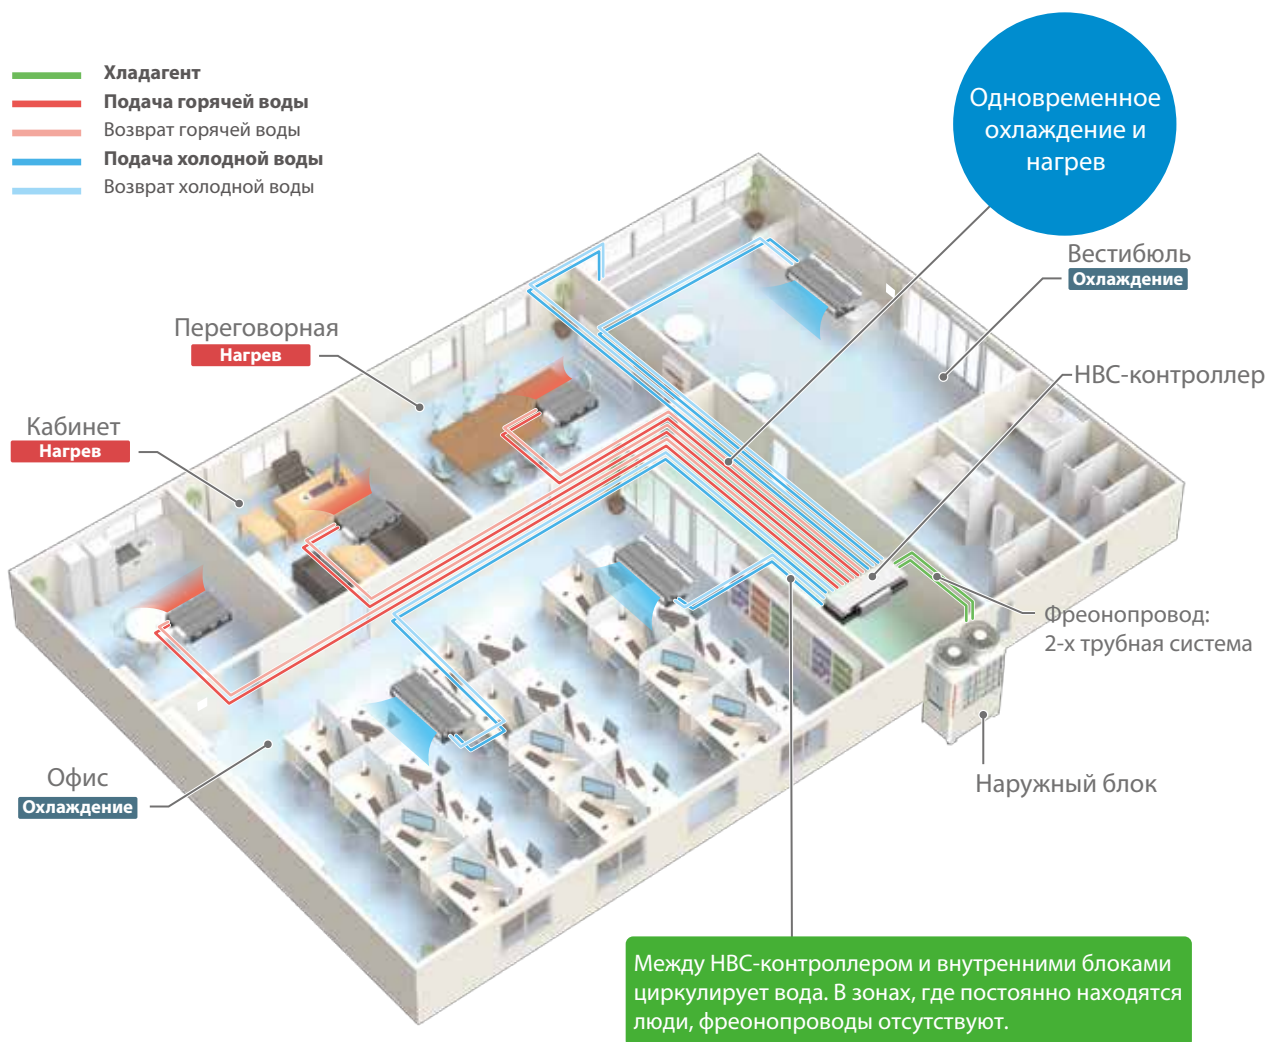 Хладагент
Подача горячей воды
Возврат горячей воды
Подача холодной воды
Возврат холодной воды
Одновременное
охлаждение и
нагрев
Вестибюль
Охлаждение
Переговорная
Нагрев
НВС-контроллер
Кабинет
Нагрев
Фреонопровод:
2-х трубная система
Офис
Охлаждение
Наружный блок
Между НВС-контроллером и внутренними блоками
циркулирует вода. В зонах, где постоянно находятся
люди, фреонопроводы отсутствуют.